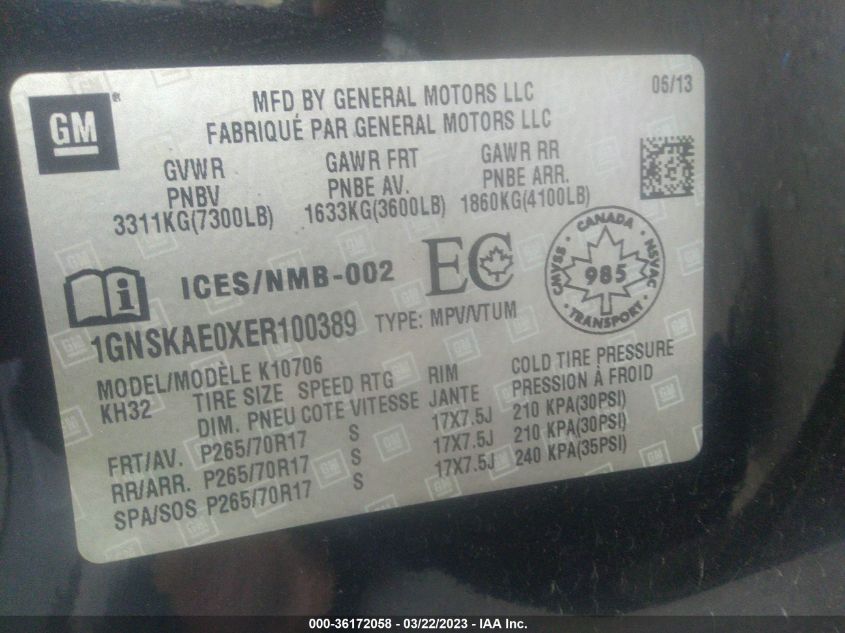 GM
MFD BY GENERAL MOTORS LLC
FABRIQUÉ PAR GENERAL MOTORS LLC
06/13
GVWR GAWR FRT GAWR RR
PNBV PNBE AV. PNBE ARR.
3311KG(7300LB) 1633KG(3600LB) 1860KG(4100LB)
ICES/NMB-002 EC
CANADA
CMVSS 985 NSVAC
TRANSPORT
1GNSKAE0XER100389 TYPE: MPV/VTUM
MODEL/MODÈLE K10706
KH32 TIRE SIZE SPEED RTG RIM COLD TIRE PRESSURE
DIM. PNEU COTE VITESSE JANTE PRESSION À FROID
FRT/AV. P265/70R17 S 17X7.5J 210 KPA(30PSI)
RR/ARR. P265/70R17 S 17X7.5J 210 KPA(30PSI)
SPA/SOS P265/70R17 S 17X7.5J 240 KPA(35PSI)
000-36172058 - 03/22/2023 - IAA Inc.